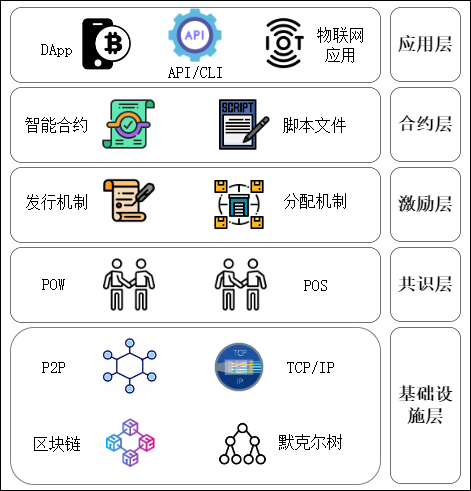 DApp
API
API/CLI
IOT
物联网
应用
应用层
智能合约
SCRIPT
脚本文件
合约层
发行机制
分配机制
激励层
POW
POS
共识层
P2P
TCP
IP
TCP/IP
区块链
默克尔树
基础设
施层